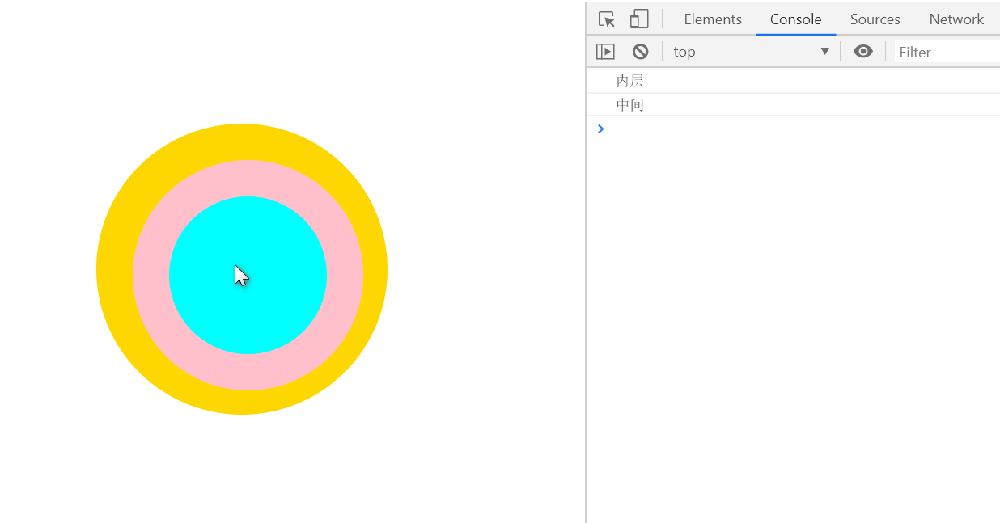 Elements Console Sources Network
top Filter
内层
中间